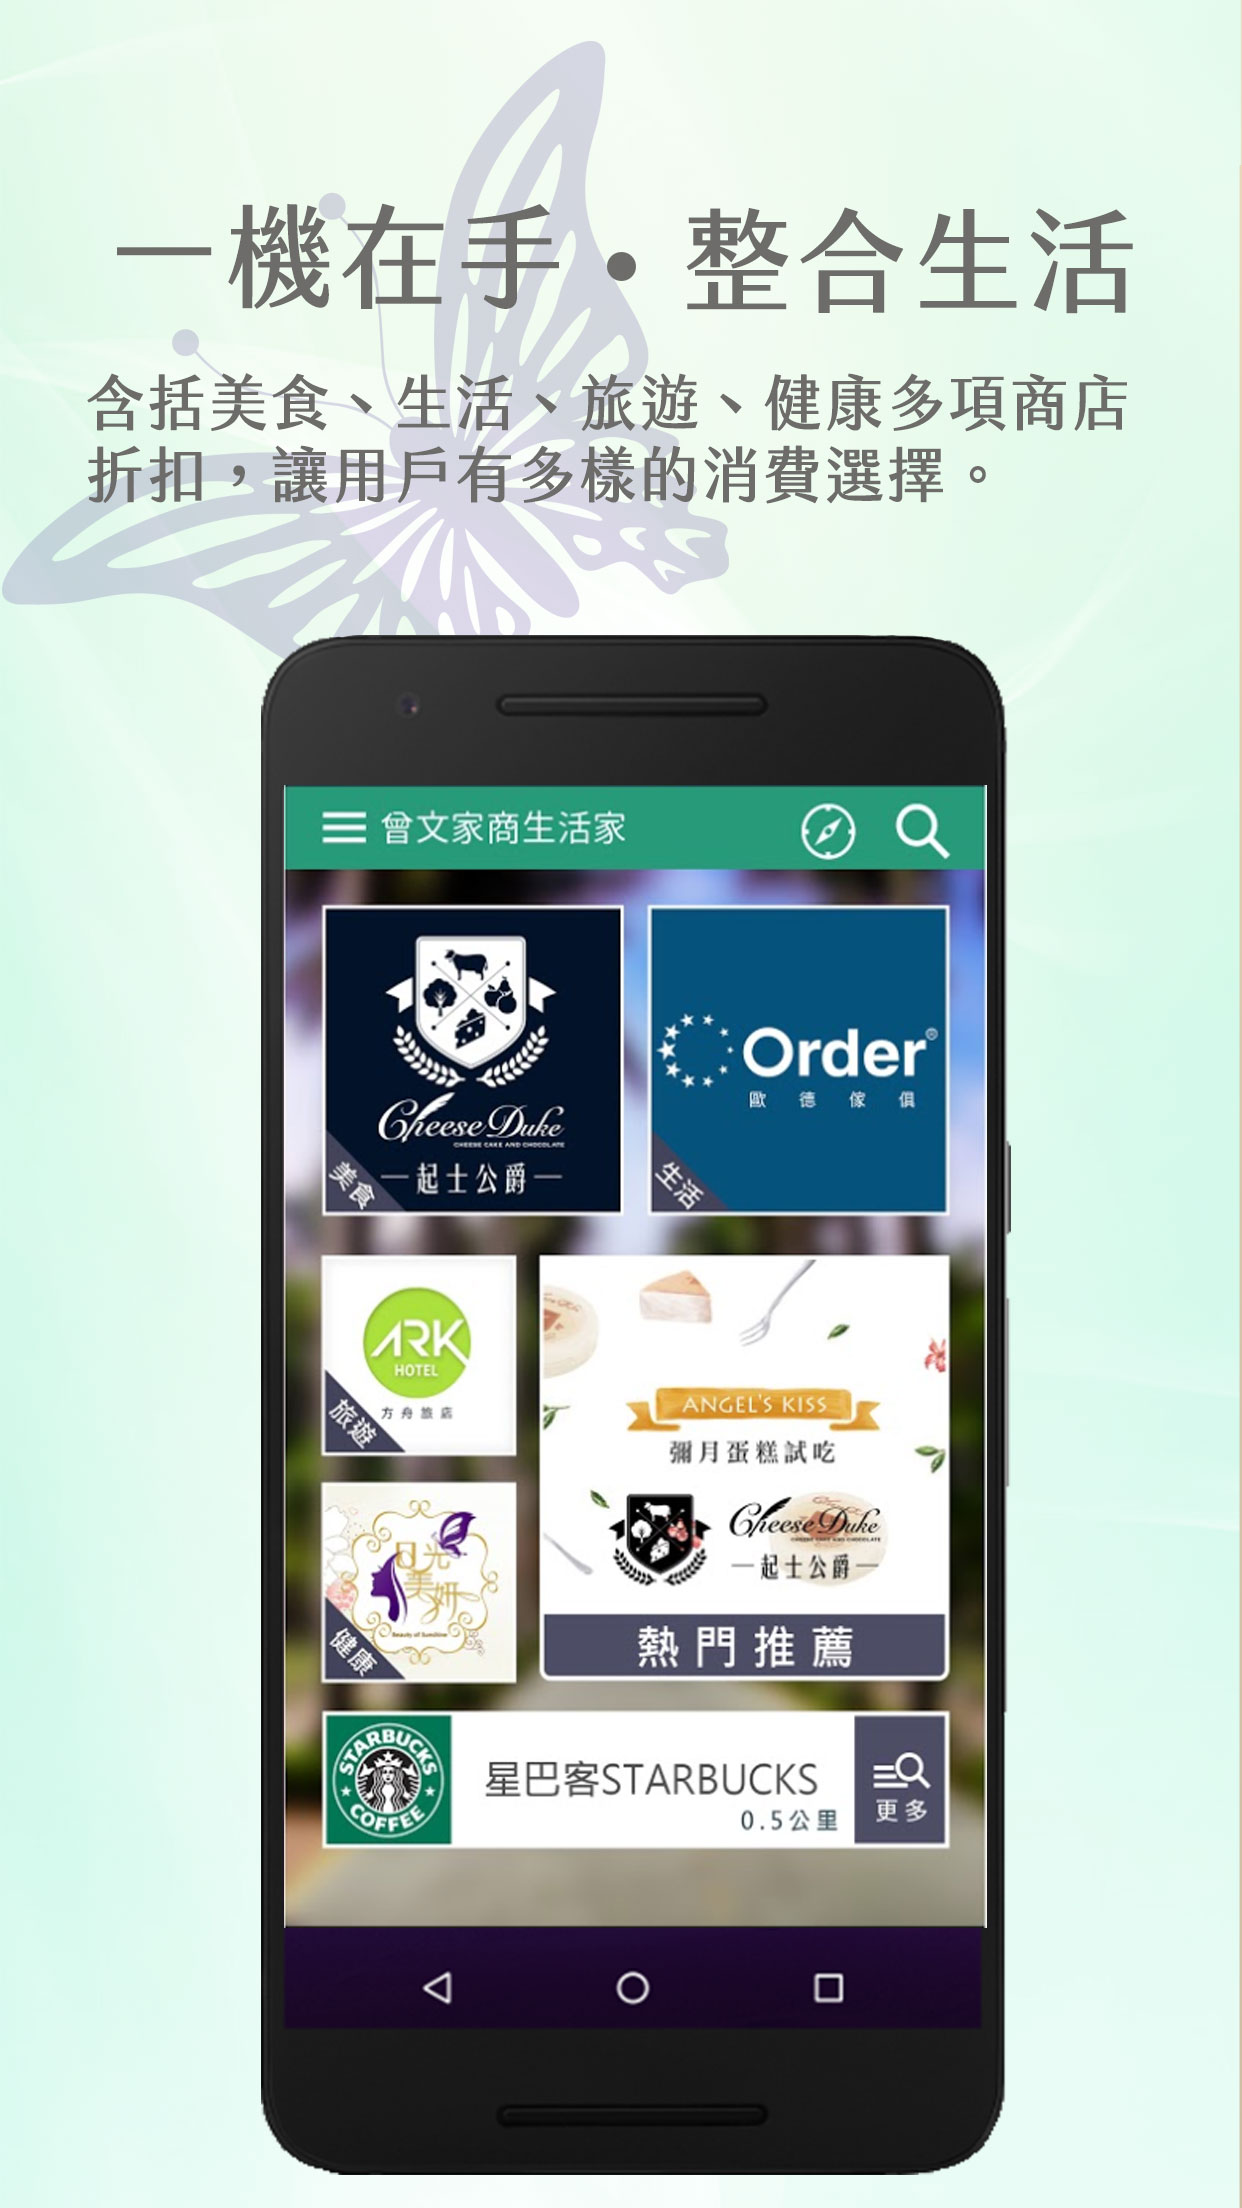 一機在手•整合生活
含括美食、生活、旅遊、健康多項商店
折扣，讓用戶有多樣的消費選擇。
曾文家商生活家
Cheese Duke
CHEESE CAKE AND CHOCOLATE
起士公爵
美食
Order®
歐德傢俱
生活
ARK
HOTEL
方舟旅店
旅遊
ANGEL'S KISS
彌月蛋糕試吃
Cheese Duke
CHEESE CAKE AND CHOCOLATE
起士公爵
熱門推薦
日光
美妍
Beauty of Sunshine
健康
STARBUCKS
COFFEE
星巴客STARBUCKS
0.5公里
更多